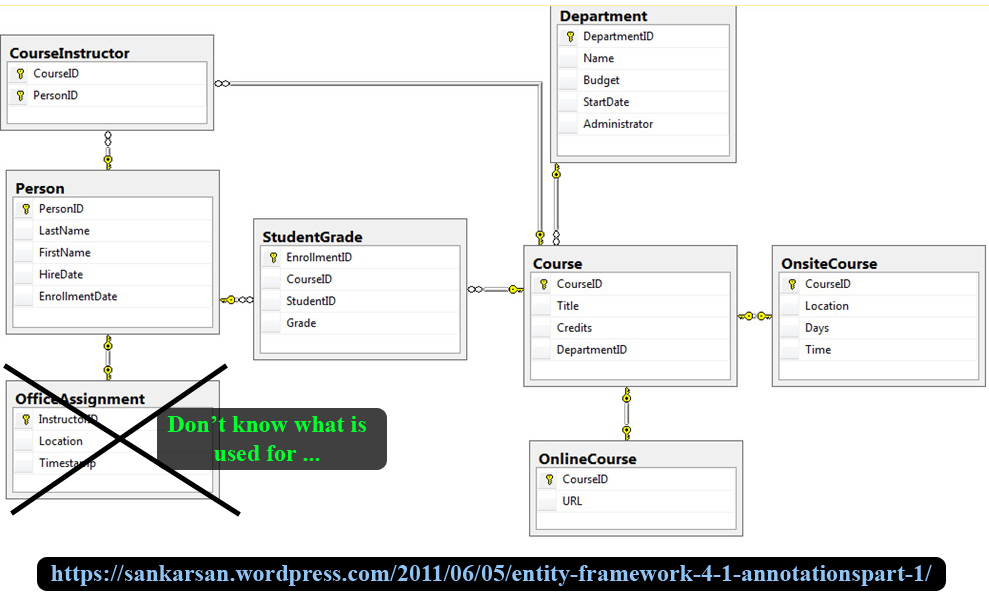 Department
DepartmentID
Name
Budget
StartDate
Administrator
CourseInstructor
CourseID
PersonID
Person
PersonID
LastName
FirstName
HireDate
EnrollmentDate
StudentGrade
EnrollmentID
CourseID
StudentID
Grade
Course
CourseID
Title
Credits
DepartmentID
OnsiteCourse
CourseID
Location
Days
Time
OfficeAssignment
InstructorID
Location
Timestamp
Don’t know what is
used for ...
OnlineCourse
CourseID
URL
https://sankarsan.wordpress.com/2011/06/05/entity-framework-4-1-annotationspart-1/